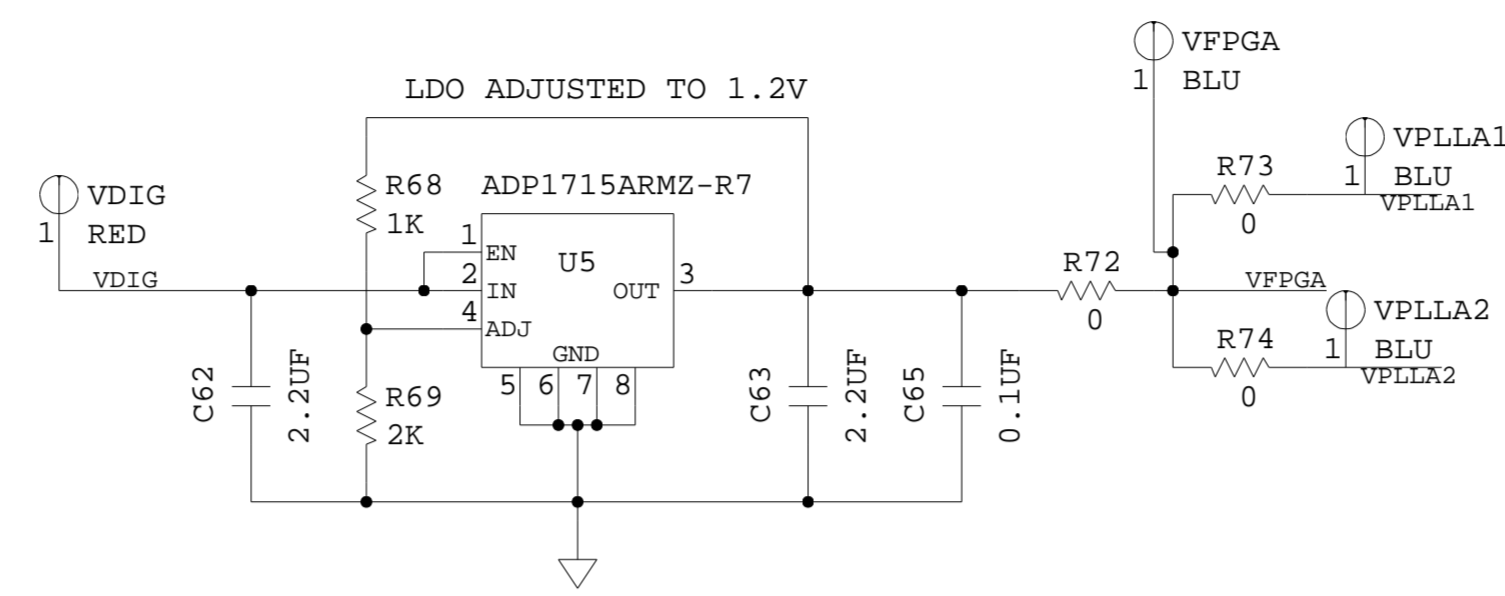 LDO ADJUSTED TO 1.2V
VDIG
RED
1
VDIG
R68
1K
ADP1715ARMZ-R7
U5
1
EN
2
IN
4
ADJ
OUT
3
GND
5
6
7
8
C62
2.2UF
R69
2K
C63
2.2UF
C65
0.1UF
R72
0
VFPGA
1
BLU
R73
0
VPLLA1
1
BLU
VPLLA1
VFPGA
VPLLA2
1
BLU
VPLLA2
R74
0